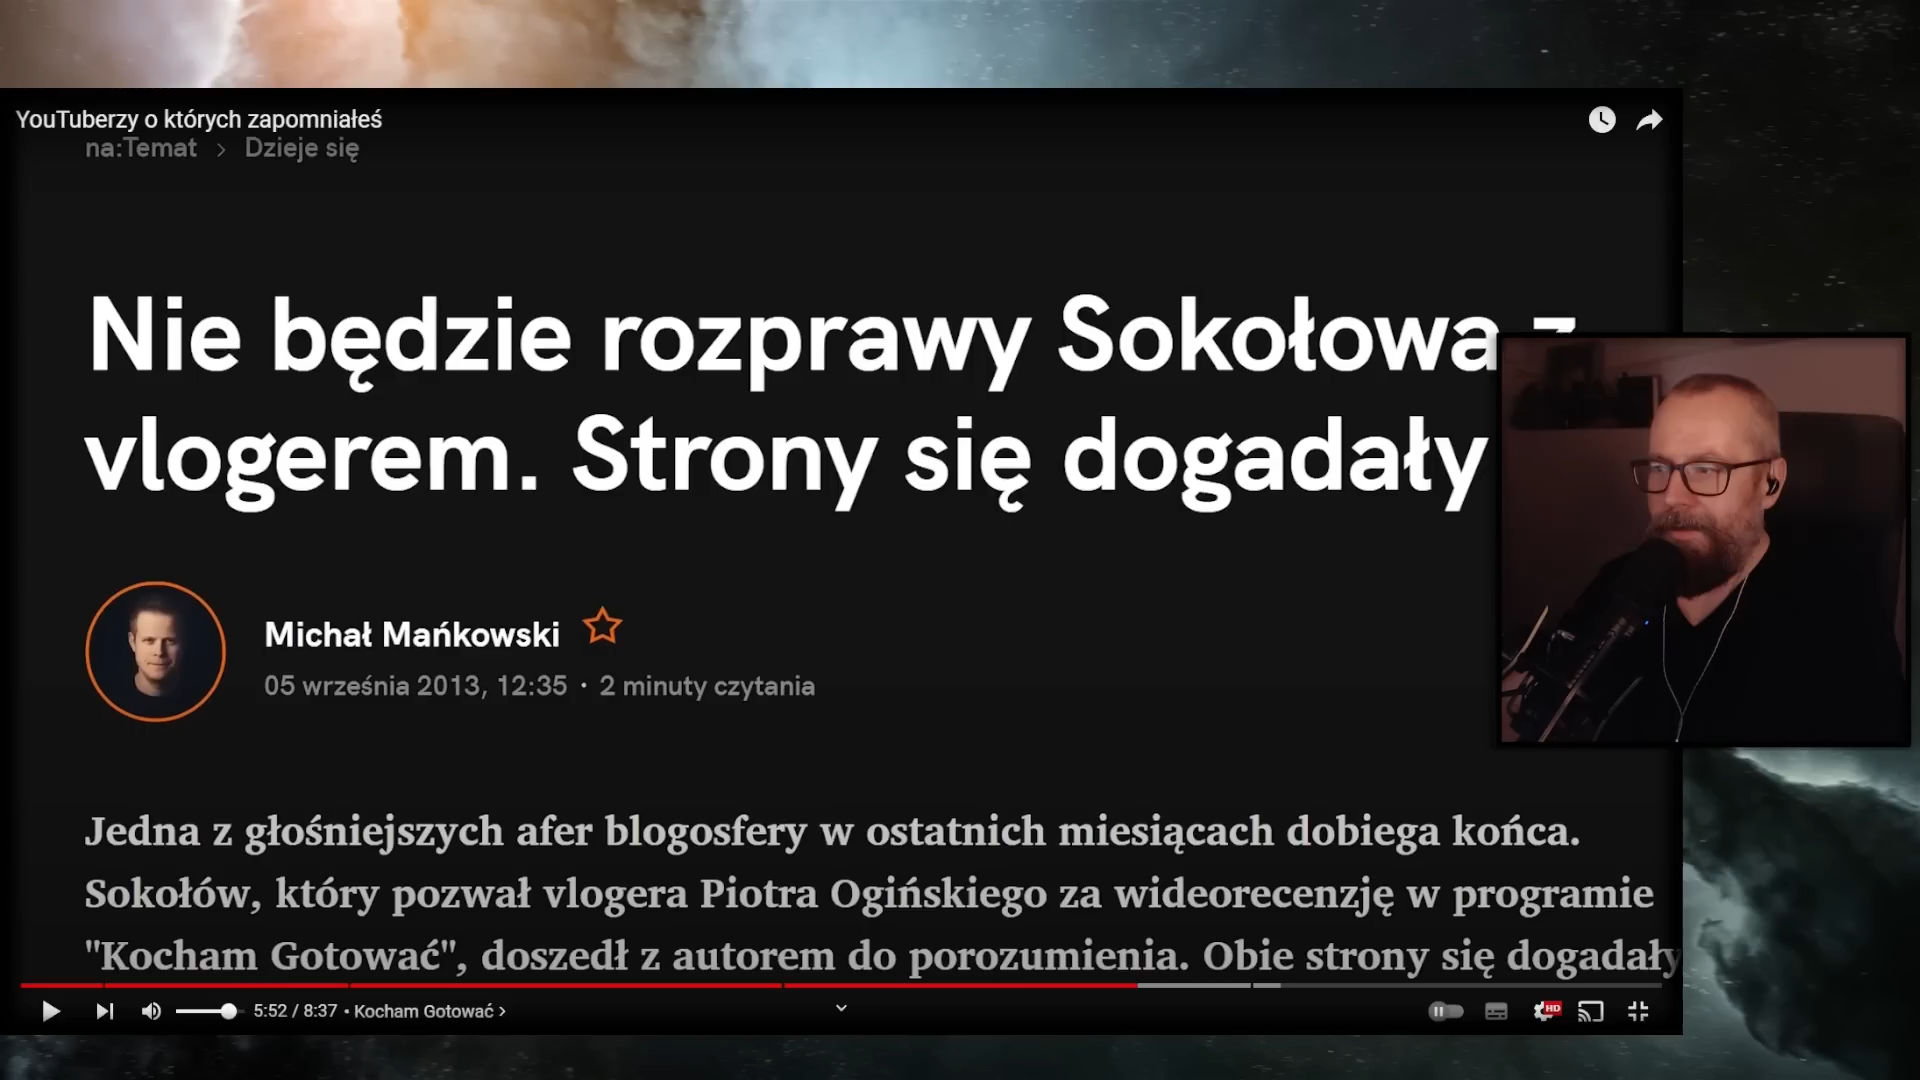 YouTuberzy o których zapomniałeś
na:Temat > Dzieje się
Nie będzie rozprawy Sokołowa z
vlogerem. Strony się dogadały
Michał Mańkowski
05 września 2013, 12:35 · 2 minuty czytania
Jedna z głośniejszych afer blogosfery w ostatnich miesiącach dobiega końca.
Sokołów, który pozwał vlogera Piotra Ogińskiego za wideorecenzję w programie
"Kocham Gotować", doszedł z autorem do porozumienia. Obie strony się dogadały
5:52 / 8:37 • Kocham Gotować >
HD